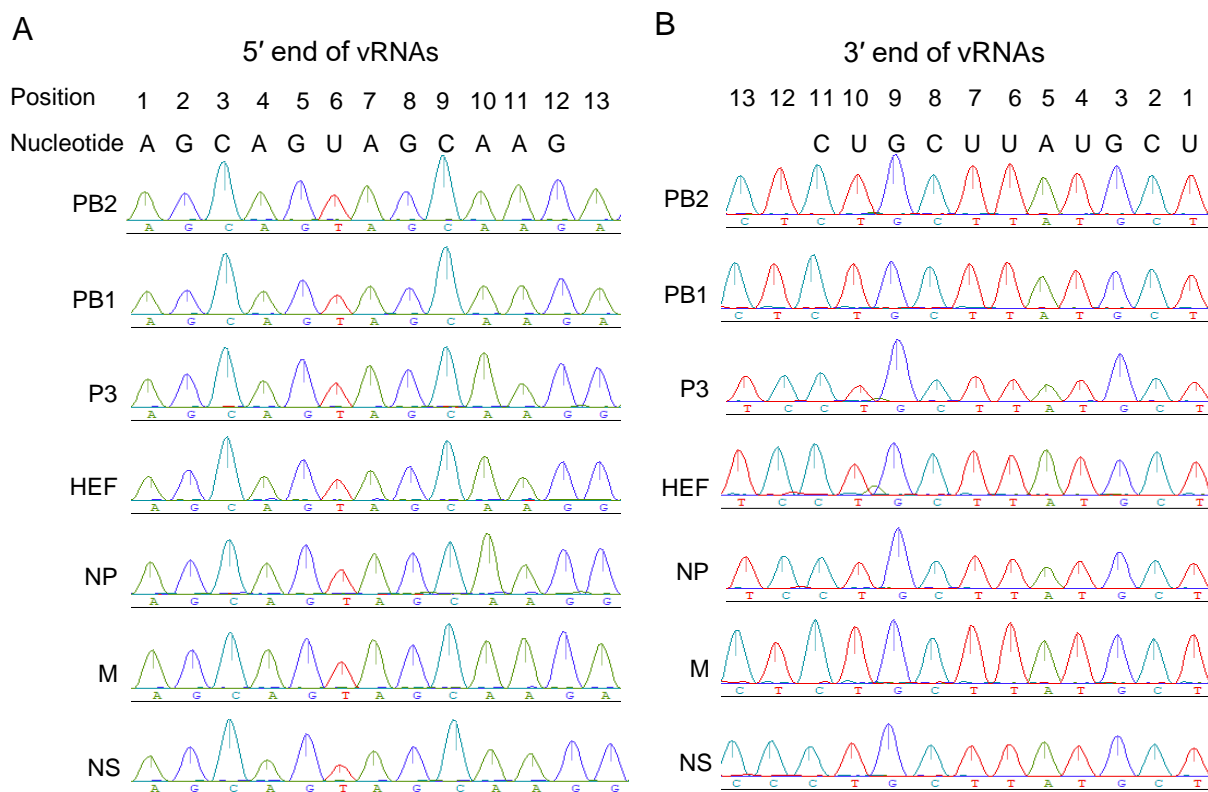 A
5′ end of vRNAs
Position 1 2 3 4 5 6 7 8 9 10 11 12 13
Nucleotide A G C A G U A G C A A G
PB2
A G C A G T A G C A A G A
PB1
A G C A G T A G C A A G A
P3
A G C A G T A G C A A G G
HEF
A G C A G T A G C A A G G
NP
A G C A G T A G C A A G G
M
A G C A G T A G C A A G A
NS
A G C A G T A G C A A G G
B
3′ end of vRNAs
13 12 11 10 9 8 7 6 5 4 3 2 1
C U G C U U A U G C U
PB2
C T C T G C T T A T G C T
PB1
C T C T G C T T A T G C T
P3
T C C T G C T T A T G C T
HEF
T C C T G C T T A T G C T
NP
T C C T G C T T A T G C T
M
C T C T G C T T A T G C T
NS
C C C T G C T T A T G C T